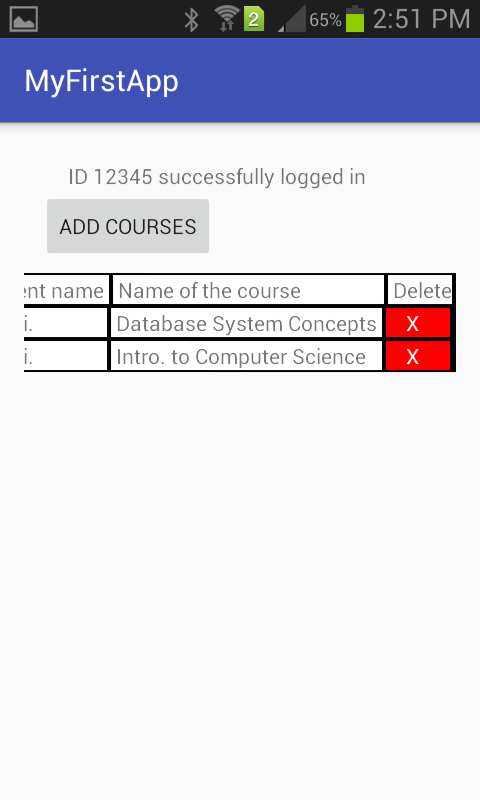 2 65% 2:51 PM
MyFirstApp
ID 12345 successfully logged in
ADD COURSES
ent name Name of the course Delete
i. Database System Concepts X
i. Intro. to Computer Science X